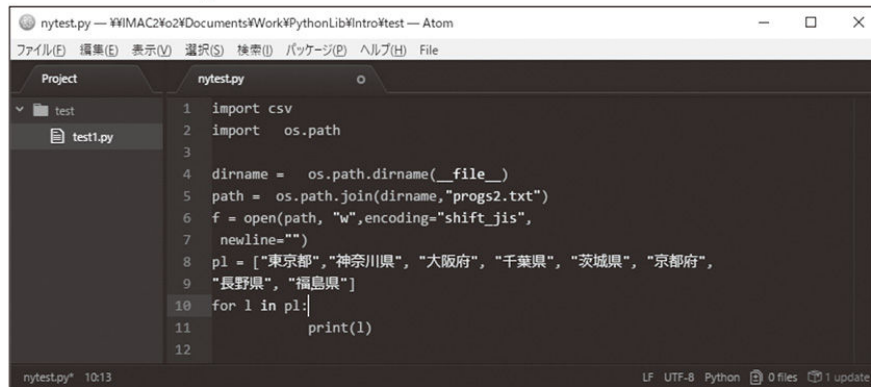 nytest.py — ¥¥IMAC2¥o2¥Documents¥Work¥PythonLib¥Intro¥test — Atom
ファイル(F) 編集(E) 表示(V) 選択(S) 検索(I) パッケージ(P) ヘルプ(H) File
Project
nytest.py
test
test1.py
1 import csv
2 import   os.path
3
4 dirname =   os.path.dirname(__file__)
5 path =  os.path.join(dirname,"progs2.txt")
6 f = open(path, "w",encoding="shift_jis",
7  newline="")
8 pl = ["東京都","神奈川県", "大阪府", "千葉県", "茨城県", "京都府",
9 "長野県", "福島県"]
10 for l in pl:
11             print(l)
12
nytest.py* 10:13
LF UTF-8 Python 0 files 1 update